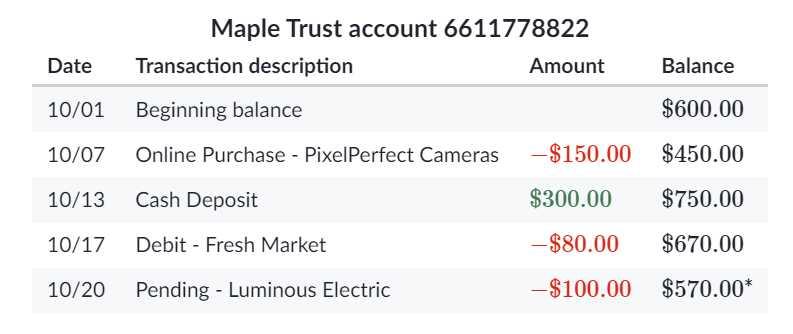 Maple Trust account 6611778822
Date Transaction description Amount Balance
10/01 Beginning balance $600.00
10/07 Online Purchase - PixelPerfect Cameras −$150.00 $450.00
10/13 Cash Deposit $300.00 $750.00
10/17 Debit - Fresh Market −$80.00 $670.00
10/20 Pending - Luminous Electric −$100.00 $570.00*